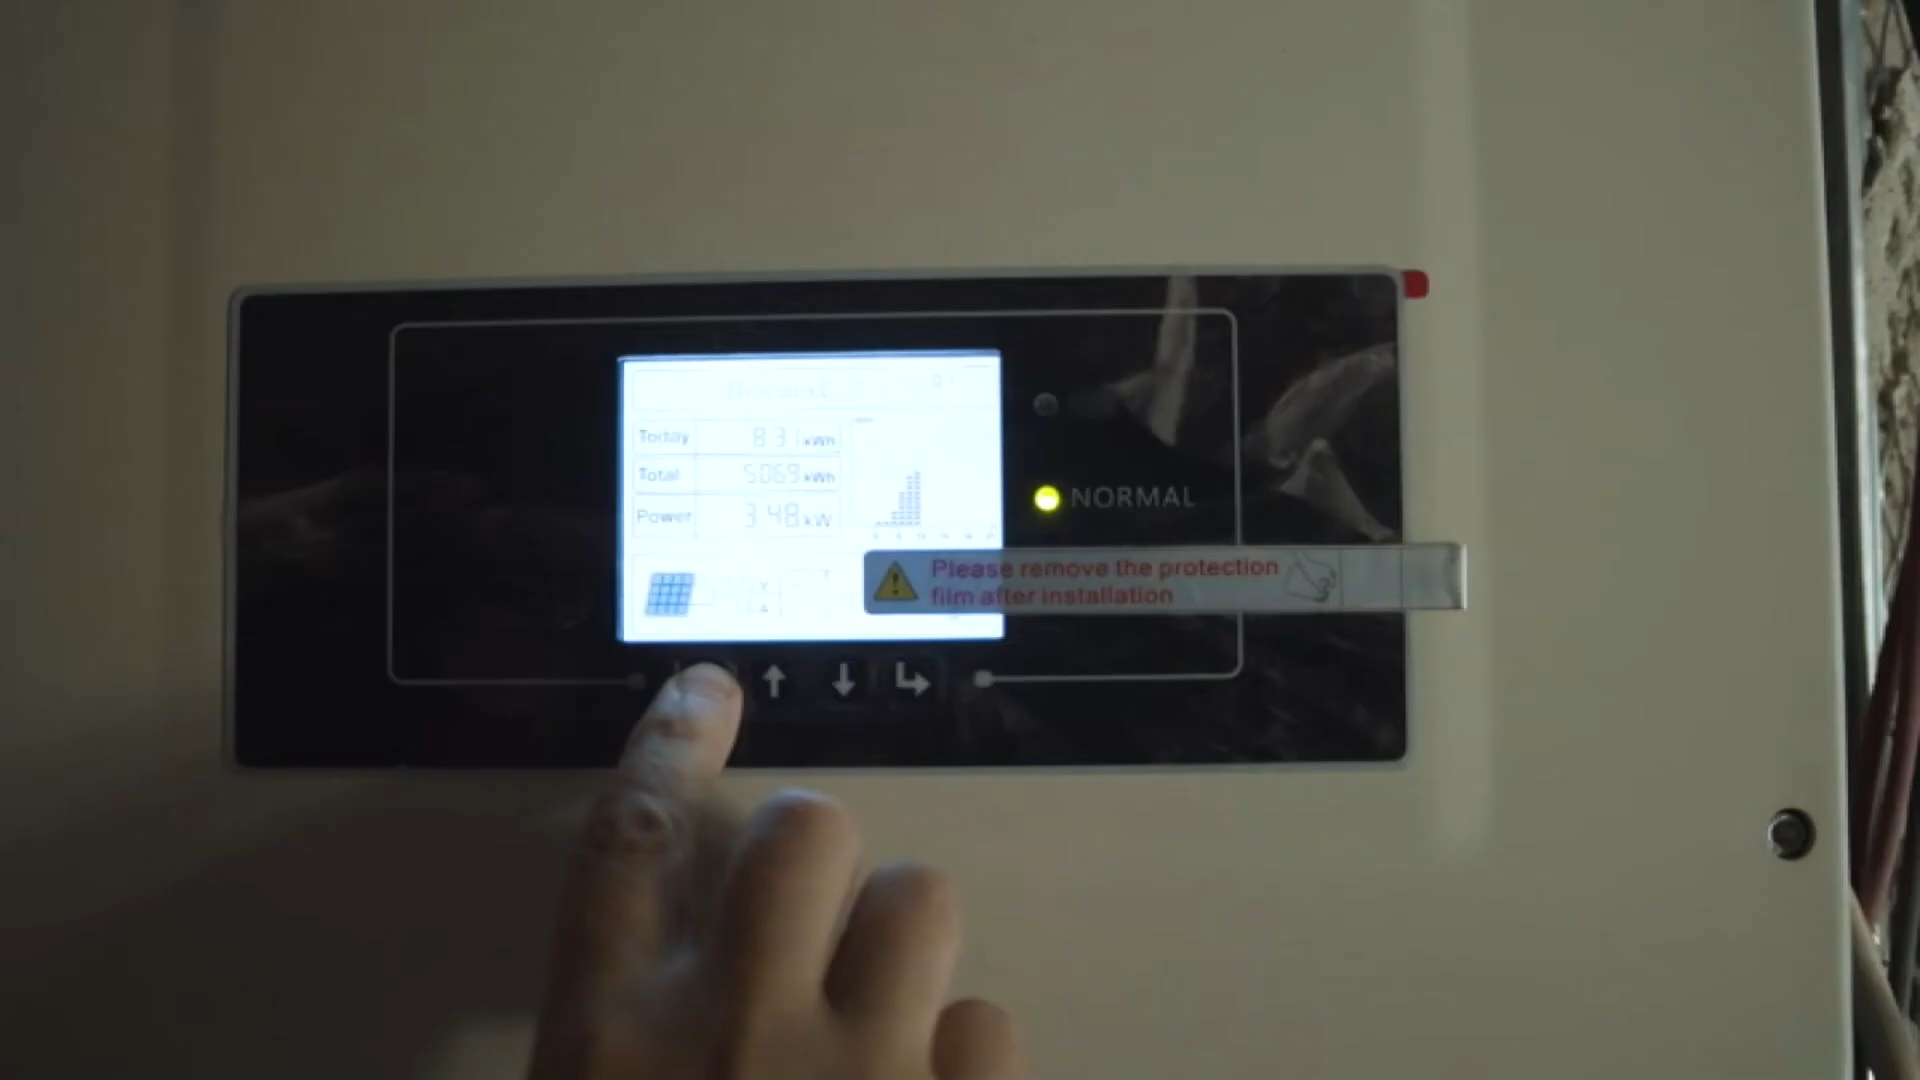 Normal
Today 8.31 kWh
Total 5069 kWh
Power 3.48 kW
NORMAL
Please remove the protection
film after installation